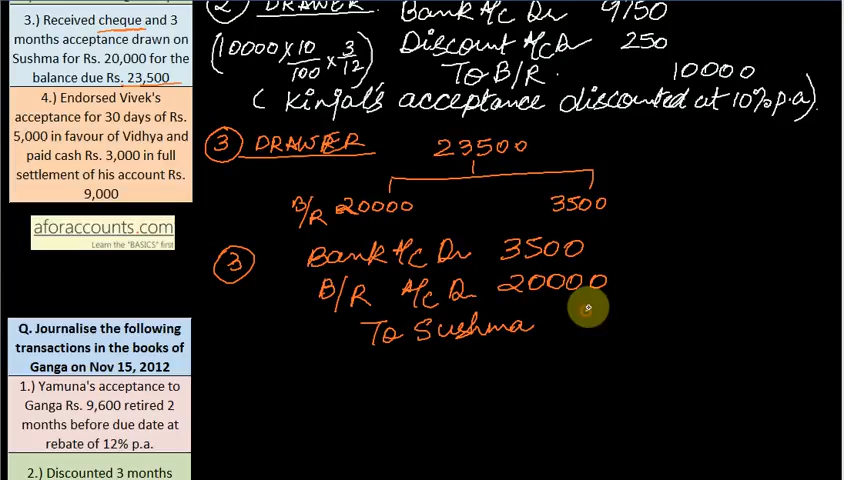 3.) Received cheque and 3
months acceptance drawn on
Sushma for Rs. 20,000 for the
balance due Rs. 23,500
4.) Endorsed Vivek's
acceptance for 30 days of Rs.
5,000 in favour of Vidhya and
paid cash Rs. 3,000 in full
settlement of his account Rs.
9,000
aforaccounts.com
Learn the "BASICS" first
Q. Journalise the following
transactions in the books of
Ganga on Nov 15, 2012
1.) Yamuna's acceptance to
Ganga Rs. 9,600 retired 2
months before due date at
rebate of 12% p.a.
2.) Discounted 3 months
2 DRAWER Bank A/c Dr 9750
(10000 x 10/100 x 3/12) Discount A/c Dr 250
To B/R. 10000
( Kinjal's acceptance discounted at 10% p.a).
3 DRAWER 23500
B/R 20000 3500
3 Bank A/c Dr 3500
B/R A/c Dr 20000
To Sushma